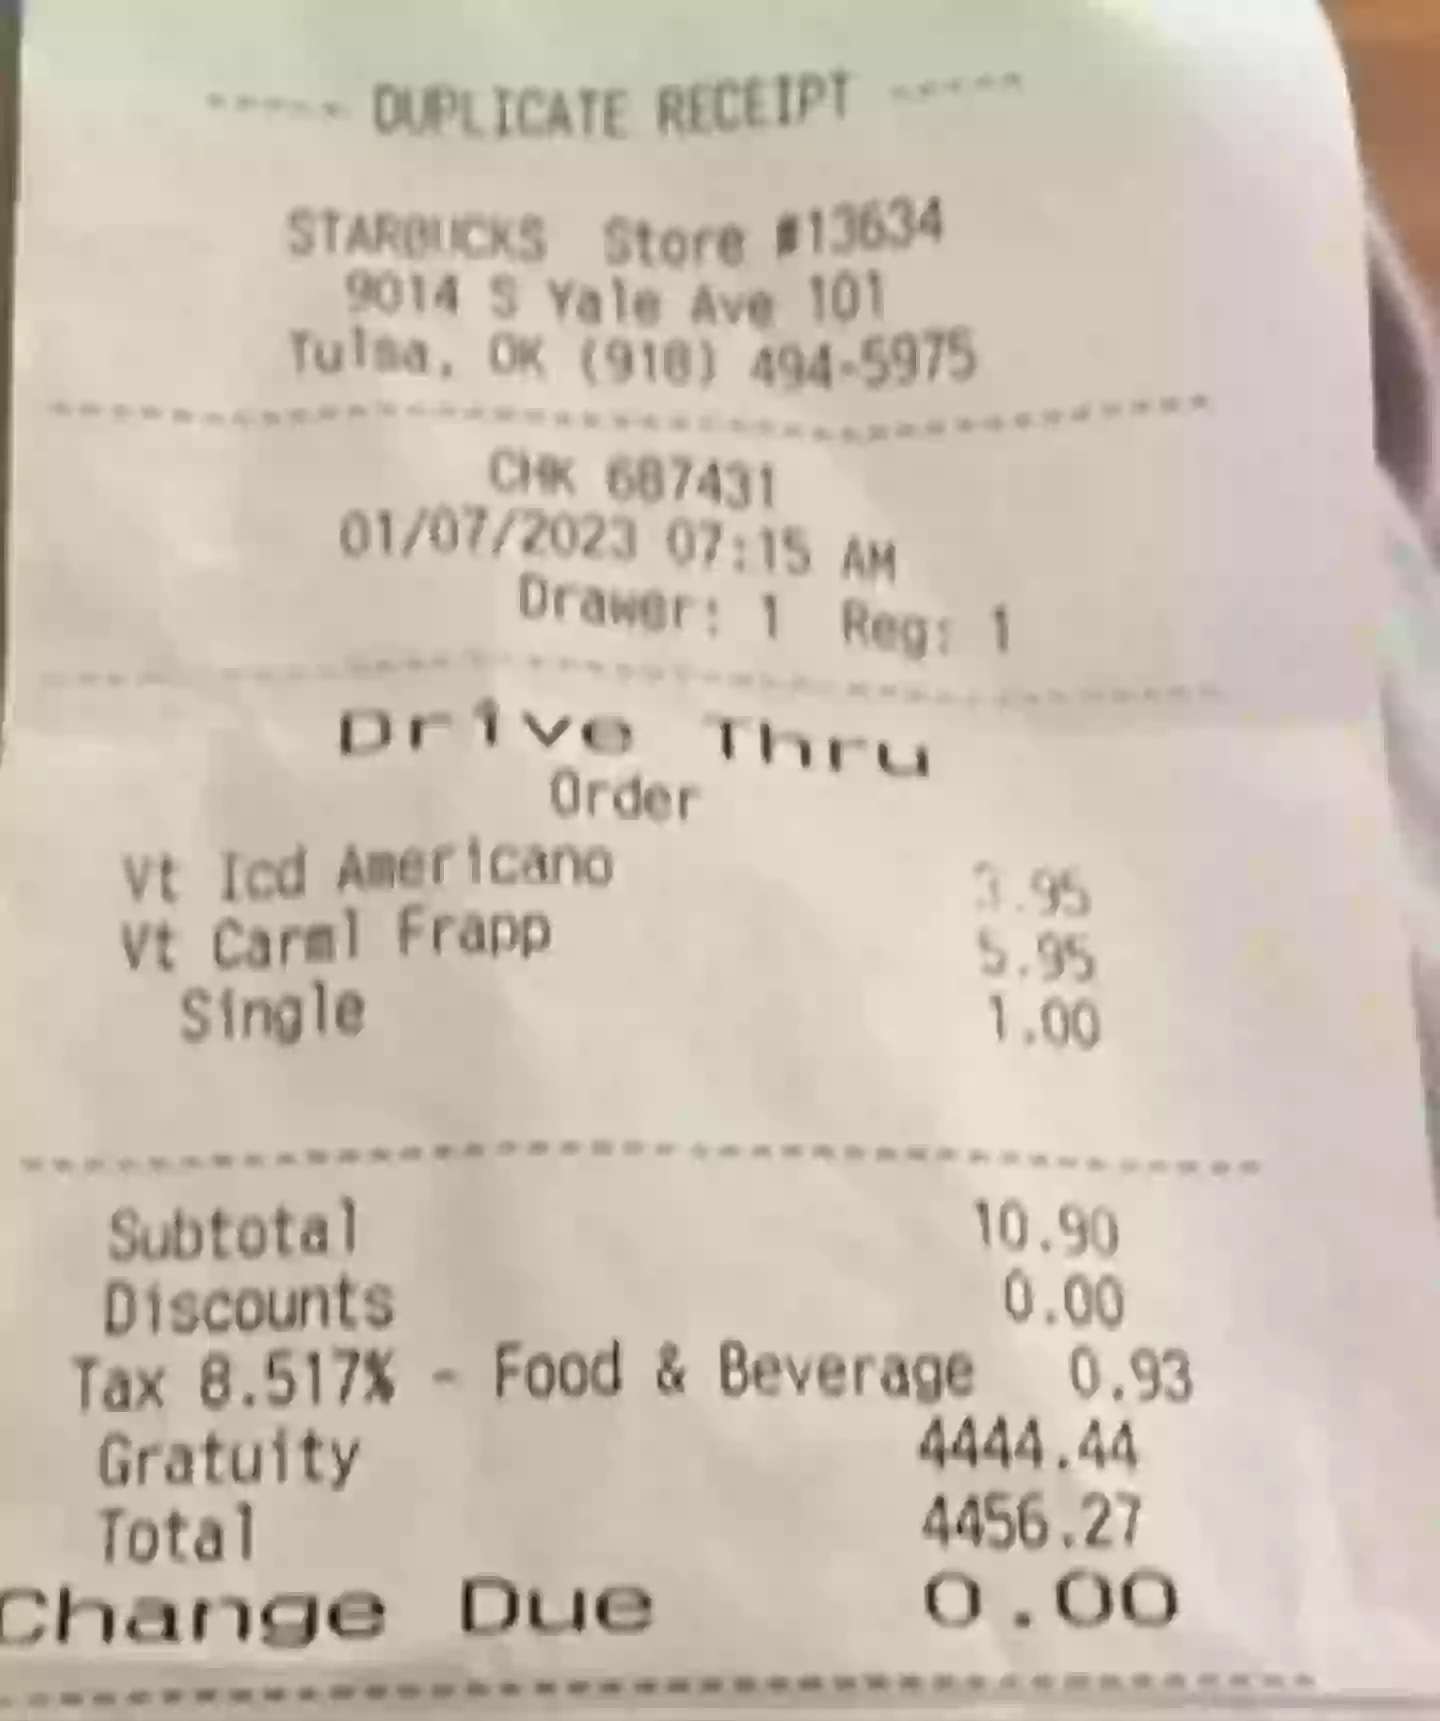 ----- DUPLICATE RECEIPT -----
STARBUCKS Store #13634
9014 S Yale Ave 101
Tulsa, OK (918) 494-5975
CHK 687431
01/07/2023 07:15 AM
Drawer: 1 Reg: 1
Drive Thru
Order
Vt Icd Americano 3.95
Vt Carml Frapp 5.95
Single 1.00
Subtotal 10.90
Discounts 0.00
Tax 8.517% - Food & Beverage 0.93
Gratuity 4444.44
Total 4456.27
Change Due 0.00